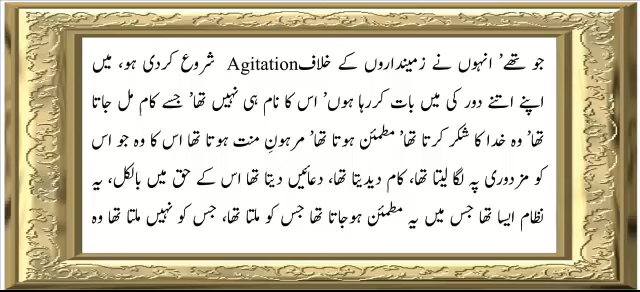 جو تھے’ انہوں نے زمینداروں کے خلافAgitation شروع کردی ہو، میں
اپنے اتنے دور کی میں بات کررہا ہوں’ اس کا نام ہی نہیں تھا’ جسے کام مل جاتا
تھا’ وہ خدا کا شکر کرتا تھا’ مطمئن ہوتا تھا’ مرہونِ منت ہوتا تھا اس کا وہ جو اس
کو مزدوری پہ لگا لیتا تھا، کام دیدیتا تھا، دعائیں دیتا تھا اس کے حق میں بالکل، یہ
نظام ایسا تھا جس میں یہ مطمئن ہوجاتا تھا جس کو ملتا تھا، جس کو نہیں ملتا تھا وہ